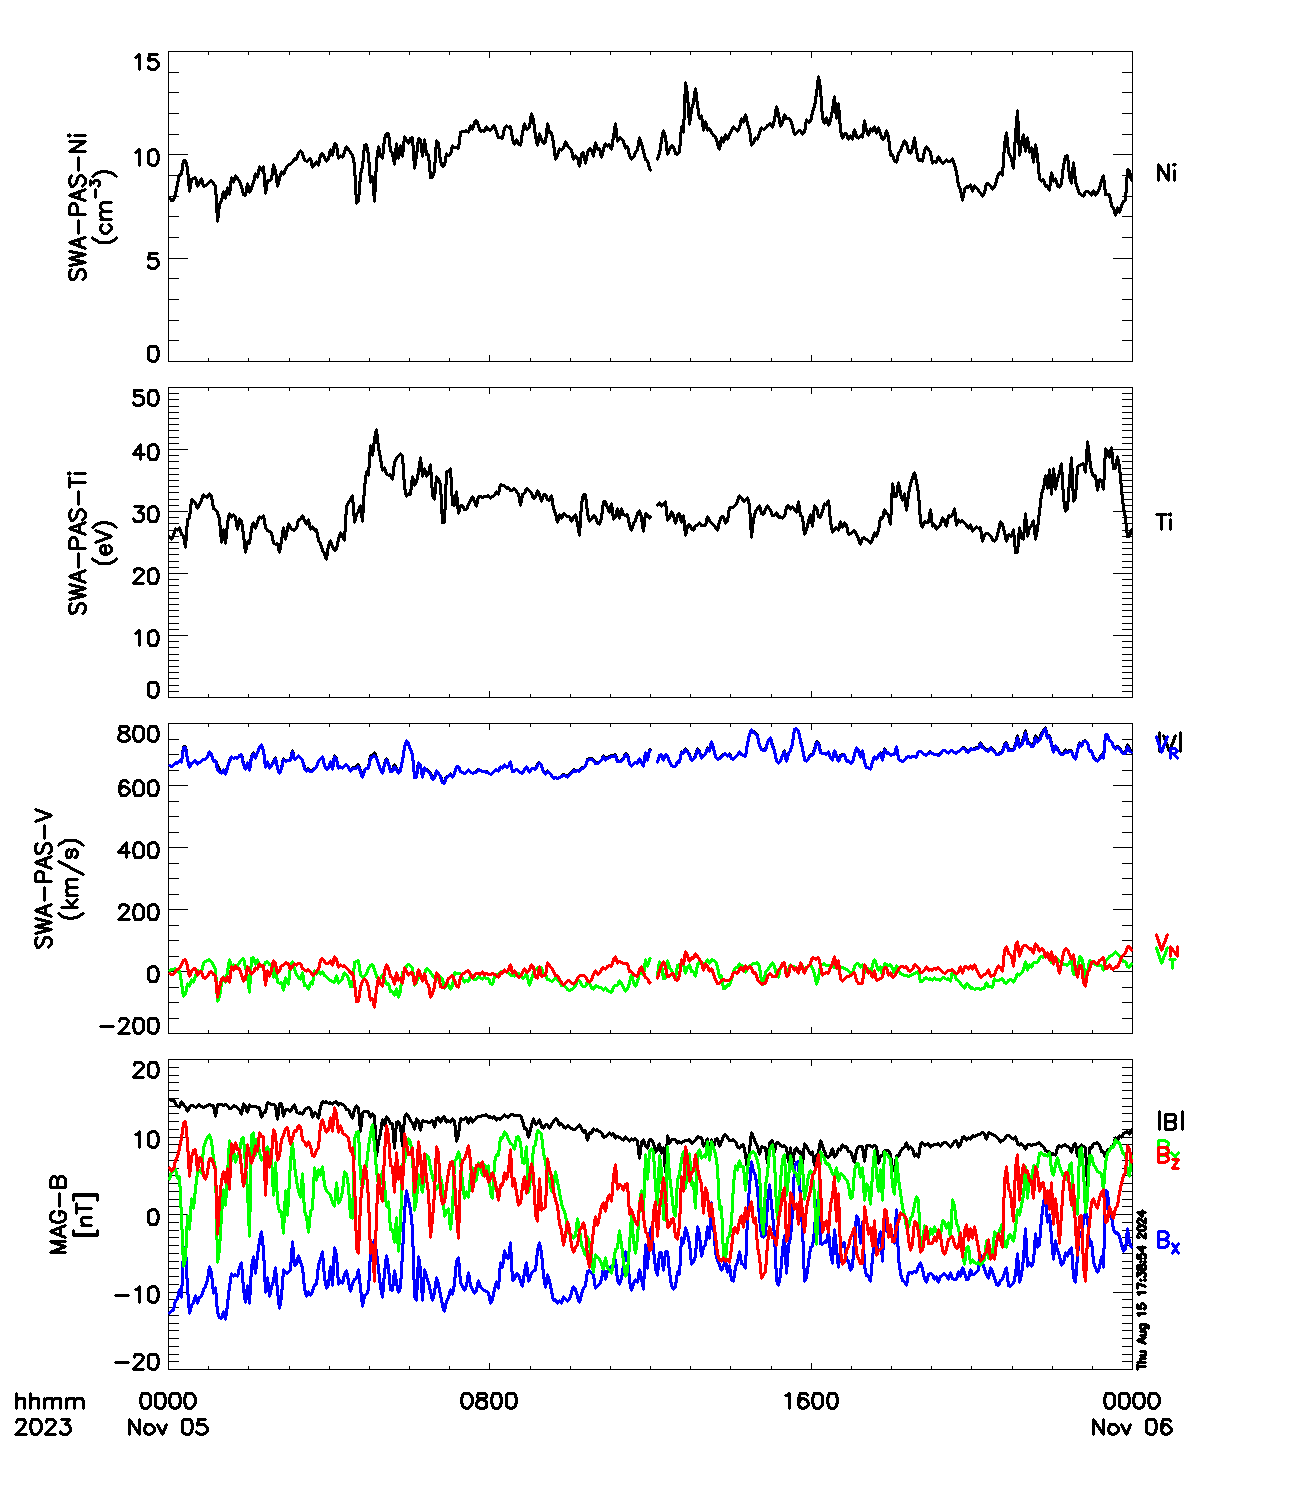 15
10
5
0
SWA-PAS-Ni
(cm⁻³)
Ni
50
40
30
20
10
0
SWA-PAS-Ti
(eV)
Ti
800
600
400
200
0
-200
SWA-PAS-V
(km/s)
|V|
V_R
V_N
V_T
20
10
0
-10
-20
MAG-B
[nT]
|B|
B_z
B_x
Thu Aug 15 17:38:54 2024
hhmm 0000 0800 1600 0000
2023 Nov 05 Nov 06